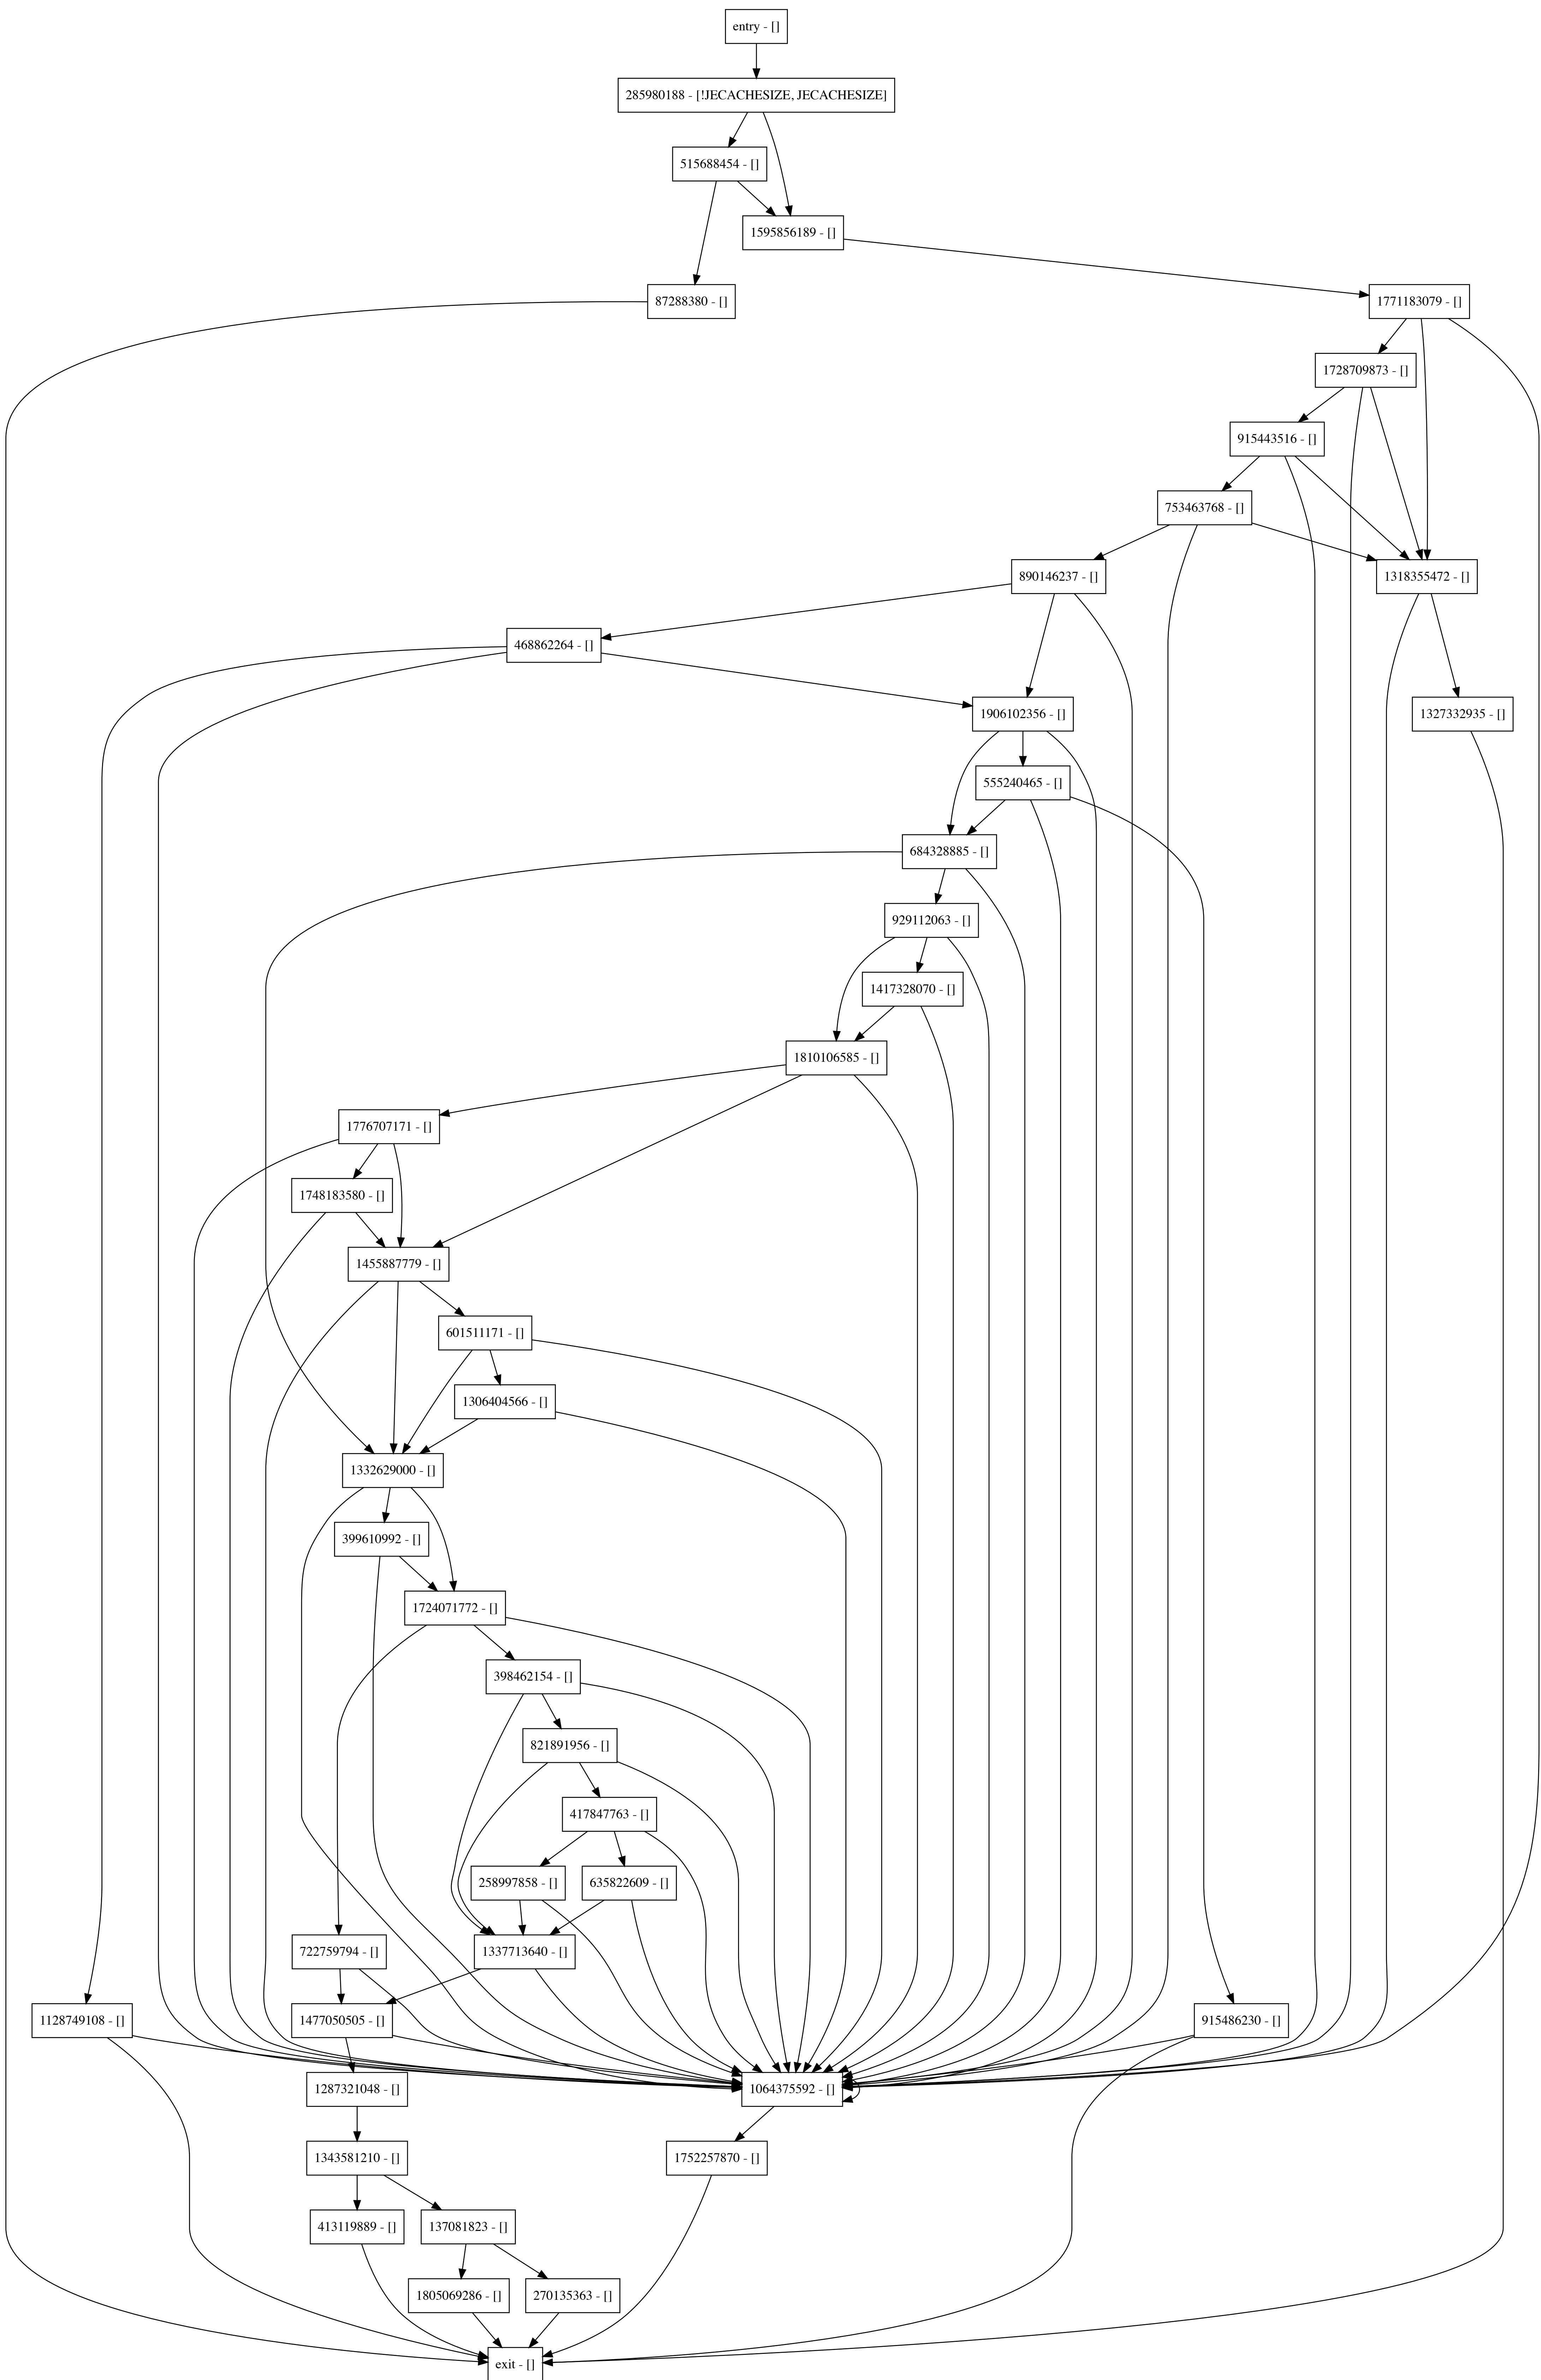 entry - []
285980188 - [!JECACHESIZE, JECACHESIZE]
515688454 - []
1595856189 - []
87288380 - []
1771183079 - []
1728709873 - []
915443516 - []
753463768 - []
890146237 - []
1318355472 - []
468862264 - []
1906102356 - []
1327332935 - []
555240465 - []
684328885 - []
929112063 - []
1417328070 - []
1810106585 - []
1776707171 - []
1748183580 - []
1455887779 - []
601511171 - []
1306404566 - []
1332629000 - []
399610992 - []
1724071772 - []
398462154 - []
821891956 - []
417847763 - []
258997858 - []
635822609 - []
722759794 - []
1337713640 - []
1128749108 - []
1477050505 - []
915486230 - []
1287321048 - []
1064375592 - []
1343581210 - []
1752257870 - []
413119889 - []
137081823 - []
1805069286 - []
270135363 - []
exit - []